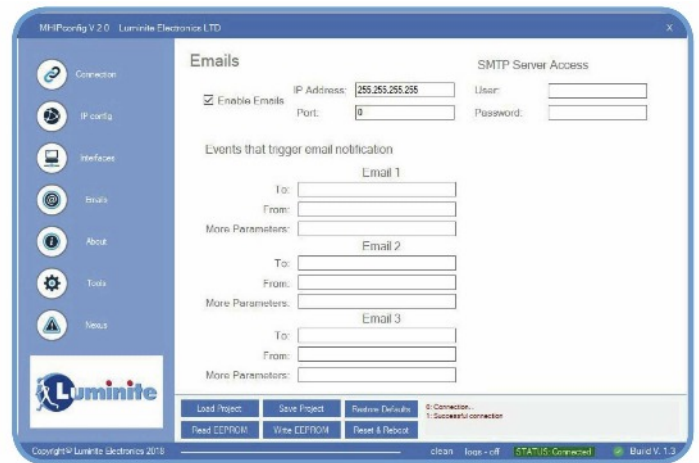 MHIPconfig V 2.0 Luminite Electronics LTD X
Connection
IP config
Interfaces
Emails
About
Tools
Nexus
Luminite
Emails
Enable Emails
IP Address: 255.255.255.255
Port: 0
SMTP Server Access
User:
Password:
Events that trigger email notification
Email 1
To:
From:
More Parameters:
Email 2
To:
From:
More Parameters:
Email 3
To:
From:
More Parameters:
Load Project Save Project Restore Defaults
Read EEPROM Write EEPROM Reset & Reboot
0: Connection...
1: Successful connection
Copyright© Luminite Electronics 2018 clean logs - off STATUS: Connected Build V. 1.3